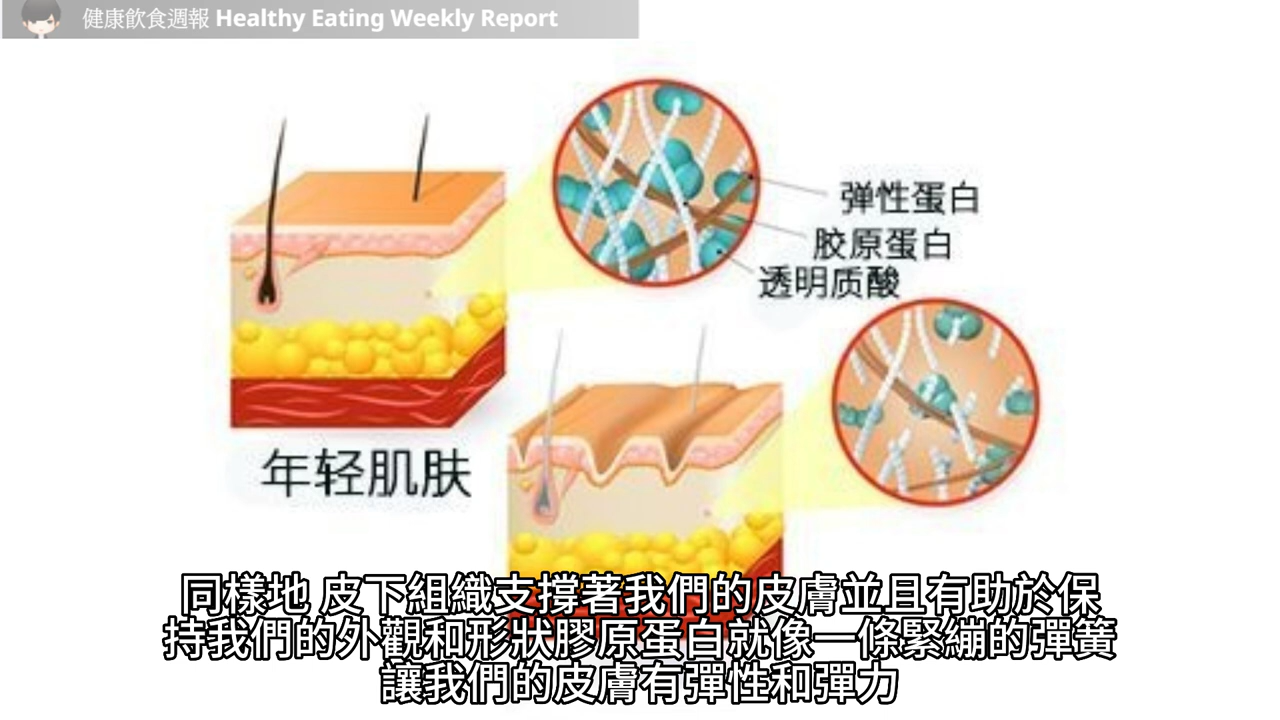 健康飲食週報 Healthy Eating Weekly Report
弹性蛋白
胶原蛋白
透明质酸
年轻肌肤
同樣地 皮下組織支撐著我們的皮膚並且有助於保
持我們的外觀和形狀膠原蛋白就像一條緊繃的彈簧
讓我們的皮膚有彈性和彈力